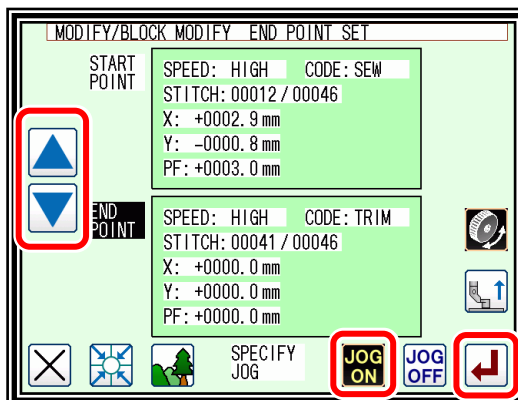 MODIFY/BLOCK MODIFY END POINT SET
START
POINT
SPEED: HIGH CODE: SEW
STITCH: 00012 / 00046
X: +0002.9 mm
Y: -0000.8 mm
PF: +0003.0 mm
END
POINT
SPEED: HIGH CODE: TRIM
STITCH: 00041 / 00046
X: +0000.0 mm
Y: +0000.0 mm
PF: +0000.0 mm
SPECIFY
JOG
JOG
ON
JOG
OFF